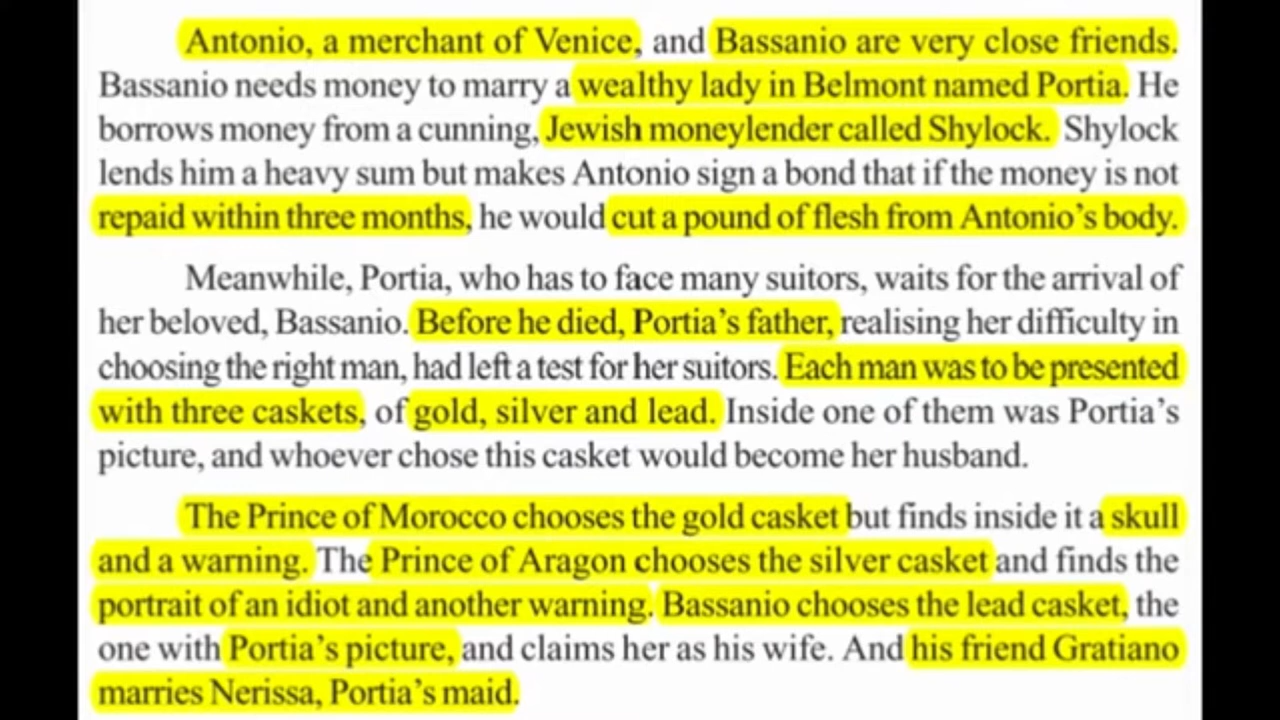 Antonio, a merchant of Venice, and Bassanio are very close friends.
Bassanio needs money to marry a wealthy lady in Belmont named Portia. He
borrows money from a cunning, Jewish moneylender called Shylock. Shylock
lends him a heavy sum but makes Antonio sign a bond that if the money is not
repaid within three months, he would cut a pound of flesh from Antonio's body.
Meanwhile, Portia, who has to face many suitors, waits for the arrival of
her beloved, Bassanio. Before he died, Portia's father, realising her difficulty in
choosing the right man, had left a test for her suitors. Each man was to be presented
with three caskets, of gold, silver and lead. Inside one of them was Portia's
picture, and whoever chose this casket would become her husband.
The Prince of Morocco chooses the gold casket but finds inside it a skull
and a warning. The Prince of Aragon chooses the silver casket and finds the
portrait of an idiot and another warning. Bassanio chooses the lead casket, the
one with Portia's picture, and claims her as his wife. And his friend Gratiano
marries Nerissa, Portia's maid.